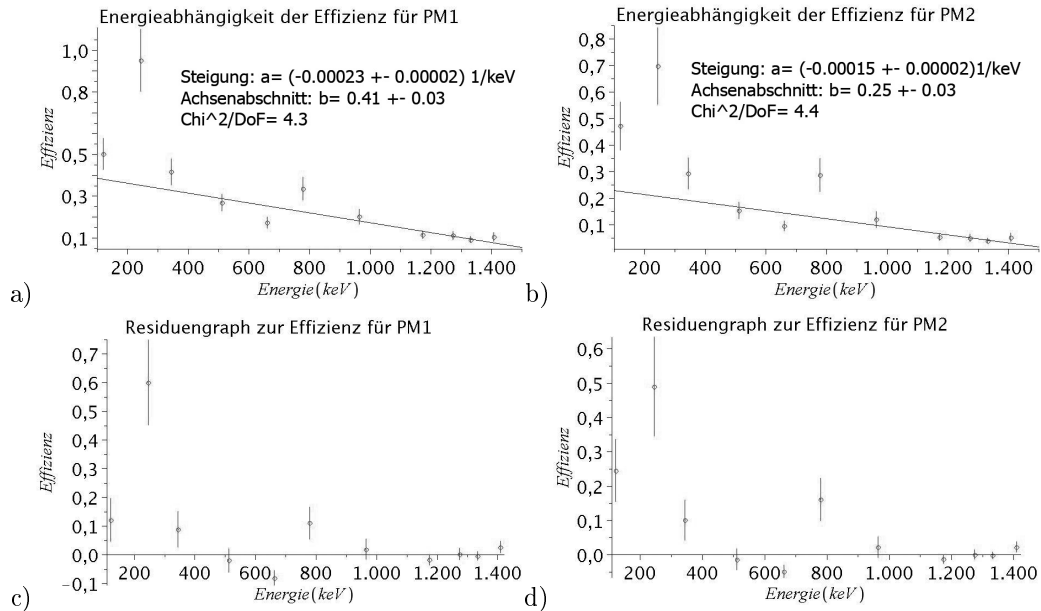 Energieabhängigkeit der Effizienz für PM1
Effizienz
1,0
0,8
0,5
0,3
0,1
Steigung: a= (-0.00023 +- 0.00002) 1/keV
Achsenabschnitt: b= 0.41 +- 0.03
Chi^2/DoF= 4.3
200 400 600 800 1.000 1.200 1.400
Energie(keV)
a)
Energieabhängigkeit der Effizienz für PM2
Effizienz
0,8
0,7
0,6
0,5
0,4
0,3
0,2
0,1
Steigung: a= (-0.00015 +- 0.00002)1/keV
Achsenabschnitt: b= 0.25 +- 0.03
Chi^2/DoF= 4.4
200 400 600 800 1.000 1.200 1.400
Energie(keV)
b)
Residuengraph zur Effizienz für PM1
Effizienz
0,7
0,6
0,5
0,4
0,3
0,2
0,1
0,0
-0,1
200 400 600 800 1.000 1.200 1.400
Energie(keV)
c)
Residuengraph zur Effizienz für PM2
Effizienz
0,6
0,5
0,4
0,3
0,2
0,1
0,0
200 400 600 800 1.000 1.200 1.400
Energie(keV)
d)